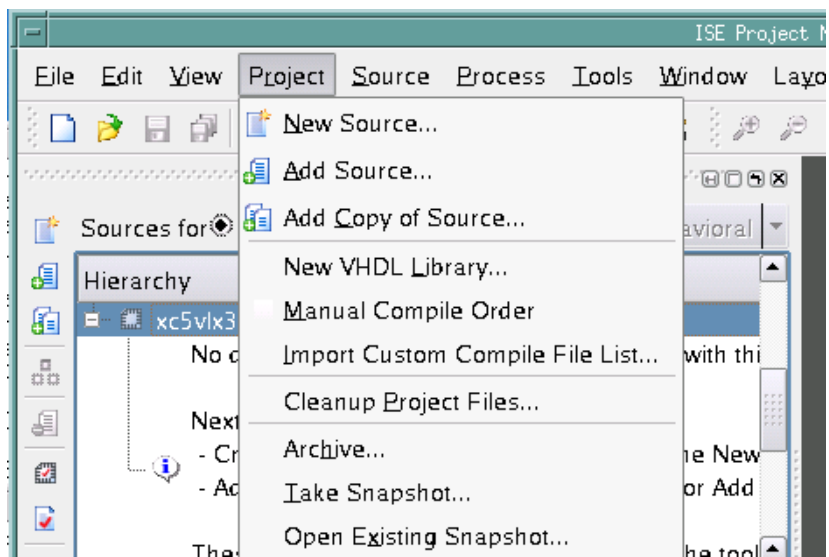 ISE Project
File Edit View Project Source Process Tools Window Layo
New Source...
Add Source...
Sources for
Add Copy of Source...
avioral
Hierarchy
New VHDL Library...
xc5vlx3
Manual Compile Order
No
Import Custom Compile File List...
with thi
Cleanup Project Files...
Next
- Cr
Archive...
ne New
- Ad
Take Snapshot...
or Add
The
Open Existing Snapshot...
he tool